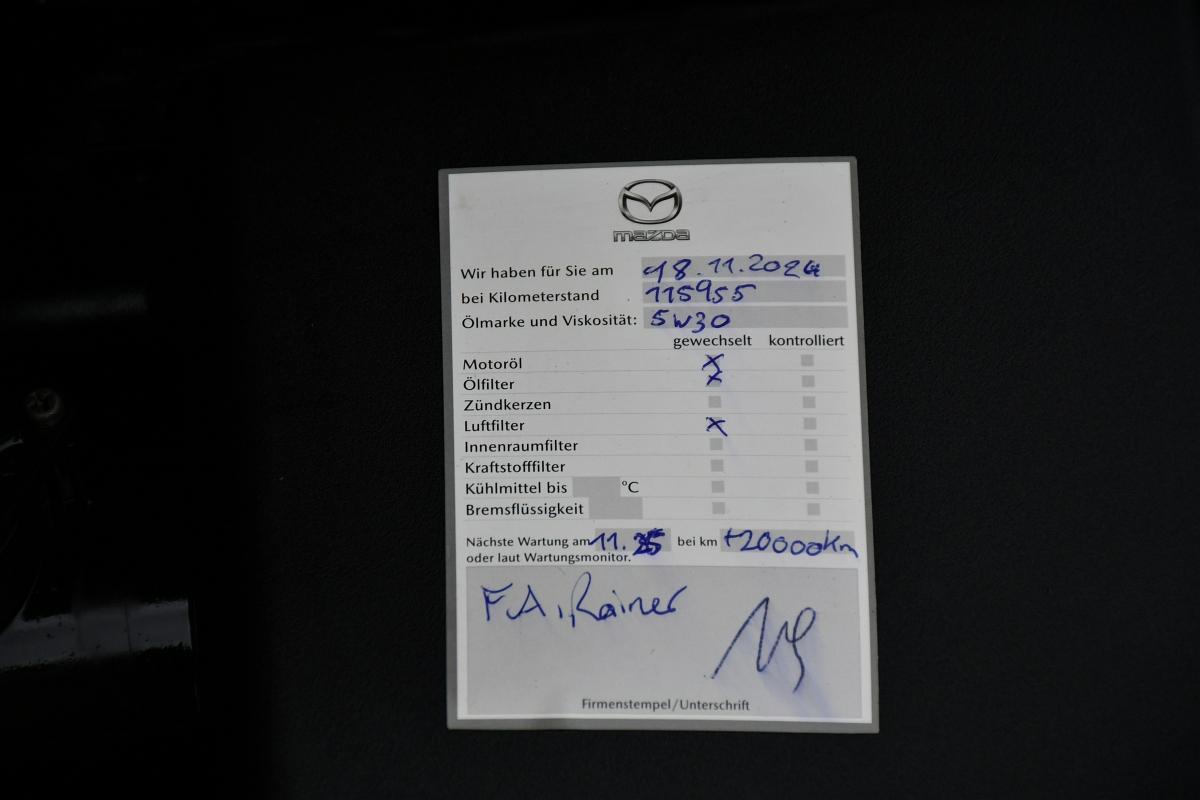 mazda
Wir haben für Sie am 18.11.2024
bei Kilometerstand 115955
Ölmarke und Viskosität: 5W30
gewechselt kontrolliert
Motoröl X
Ölfilter X
Zündkerzen
Luftfilter X
Innenraumfilter
Kraftstofffilter
Kühlmittel bis °C
Bremsflüssigkeit
Nächste Wartung am 11.25 bei km +20000Km
oder laut Wartungsmonitor.
FA. Rainer
Firmenstempel/Unterschrift